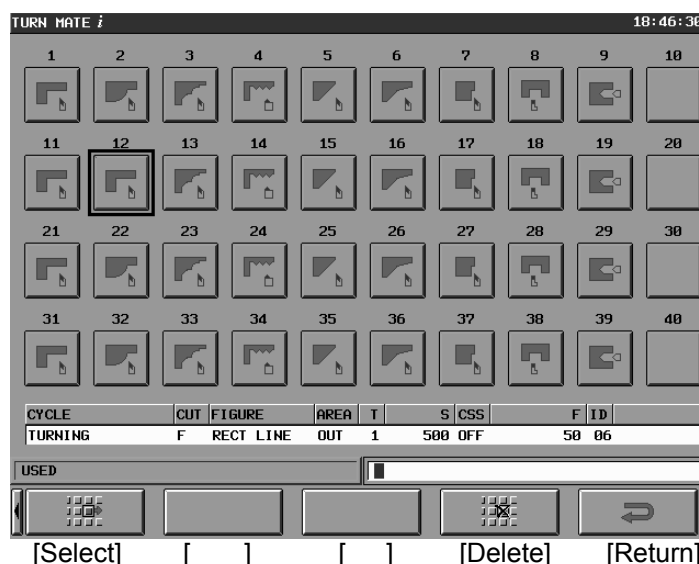 TURN MATE i 18:46:30
1 2 3 4 5 6 7 8 9 10
11 12 13 14 15 16 17 18 19 20
21 22 23 24 25 26 27 28 29 30
31 32 33 34 35 36 37 38 39 40
CYCLE CUT FIGURE AREA T S CSS F ID
TURNING F RECT LINE OUT 1 500 OFF 50 06
USED
[Select] [ ] [ ] [Delete] [Return]